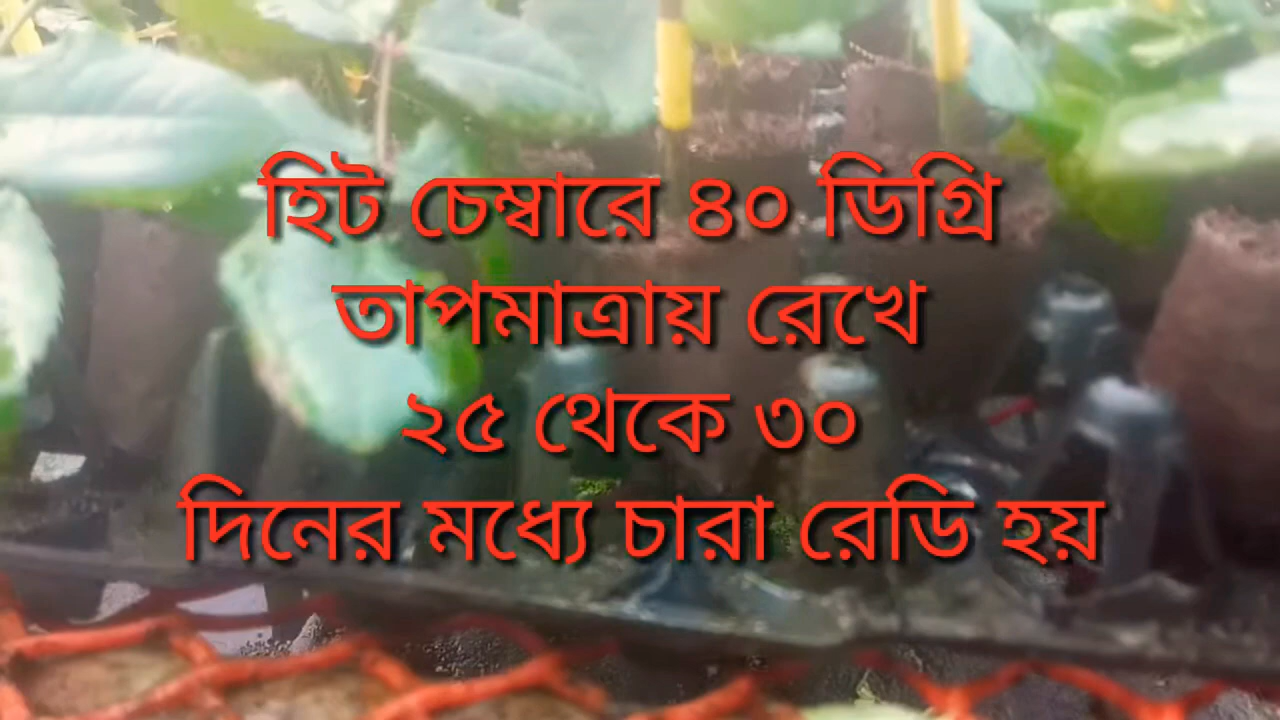 হিট চেম্বারে ৪০ ডিগ্রি
তাপমাত্রায় রেখে
২৫ থেকে ৩০
দিনের মধ্যে চারা রেডি হয়